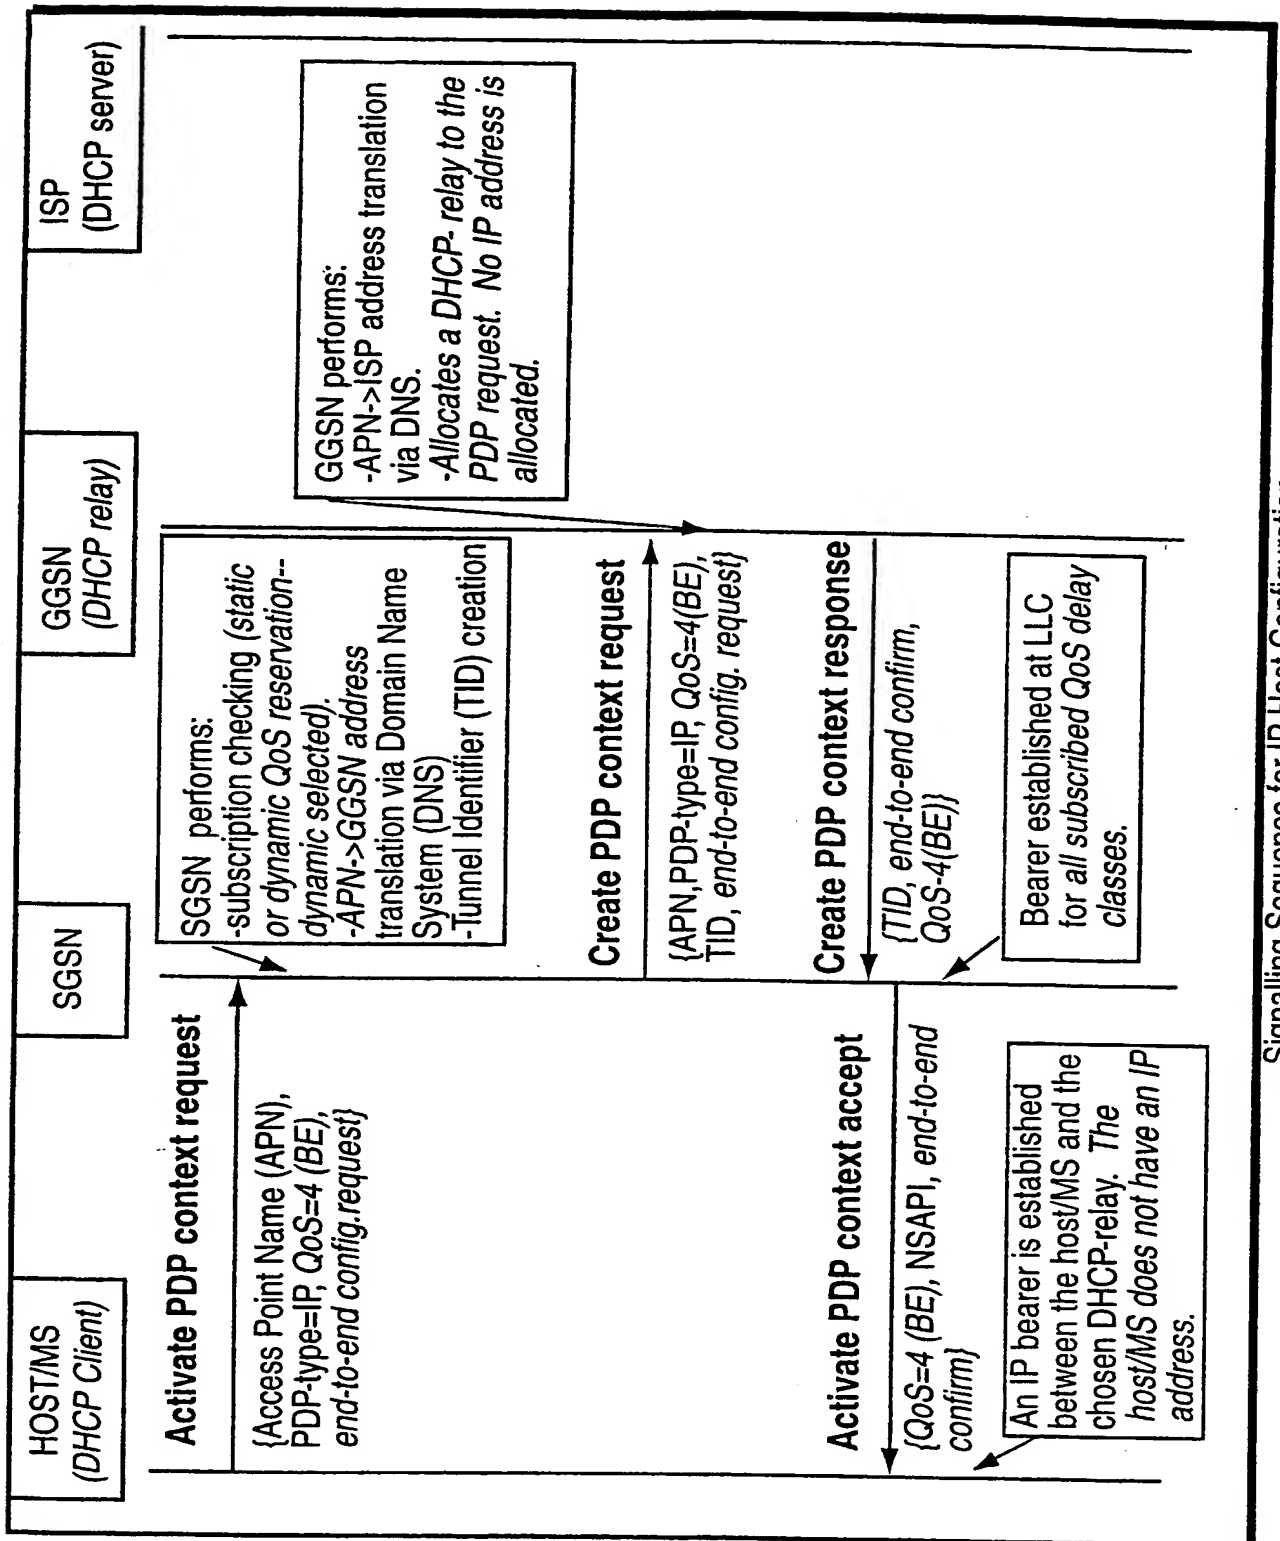 HOST/MS
(DHCP Client)
SGSN
GGSN
(DHCP relay)
ISP
(DHCP server)
Activate PDP context request
{Access Point Name (APN),
PDP-type=IP, QoS=4 (BE),
end-to-end config.request}
SGSN performs:
-subscription checking (static
or dynamic QoS reservation--
dynamic selected).
-APN->GGSN address
translation via Domain Name
System (DNS)
-Tunnel Identifier (TID) creation
Create PDP context request
{APN,PDP-type=IP, QoS=4(BE),
TID, end-to-end config. request}
GGSN performs:
-APN->ISP address translation
via DNS.
-Allocates a DHCP- relay to the
PDP request. No IP address is
allocated.
Create PDP context response
{TID, end-to-end confirm,
QoS-4(BE)}
Bearer established at LLC
for all subscribed QoS delay
classes.
Activate PDP context accept
{QoS=4 (BE), NSAPI, end-to-end
confirm}
An IP bearer is established
between the host/MS and the
chosen DHCP-relay. The
host/MS does not have an IP
address.
Signalling Sequence for IP Host Configuration